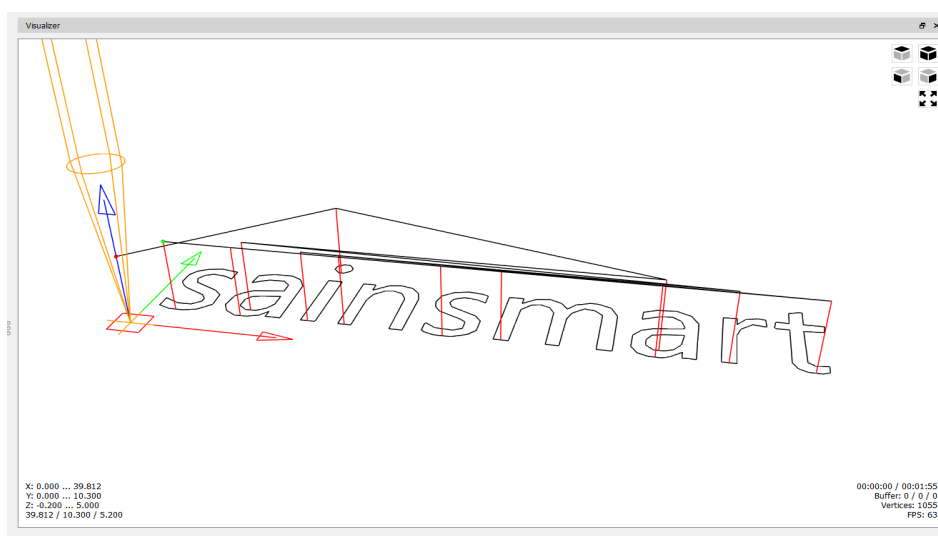 Visualizer
sainsmart
X: 0.000 ... 39.812
Y: 0.000 ... 10.300
Z: -0.200 ... 5.000
39.812 / 10.300 / 5.200
00:00:00 / 00:01:55
Buffer: 0 / 0 / 0
Vertices: 1055
FPS: 63